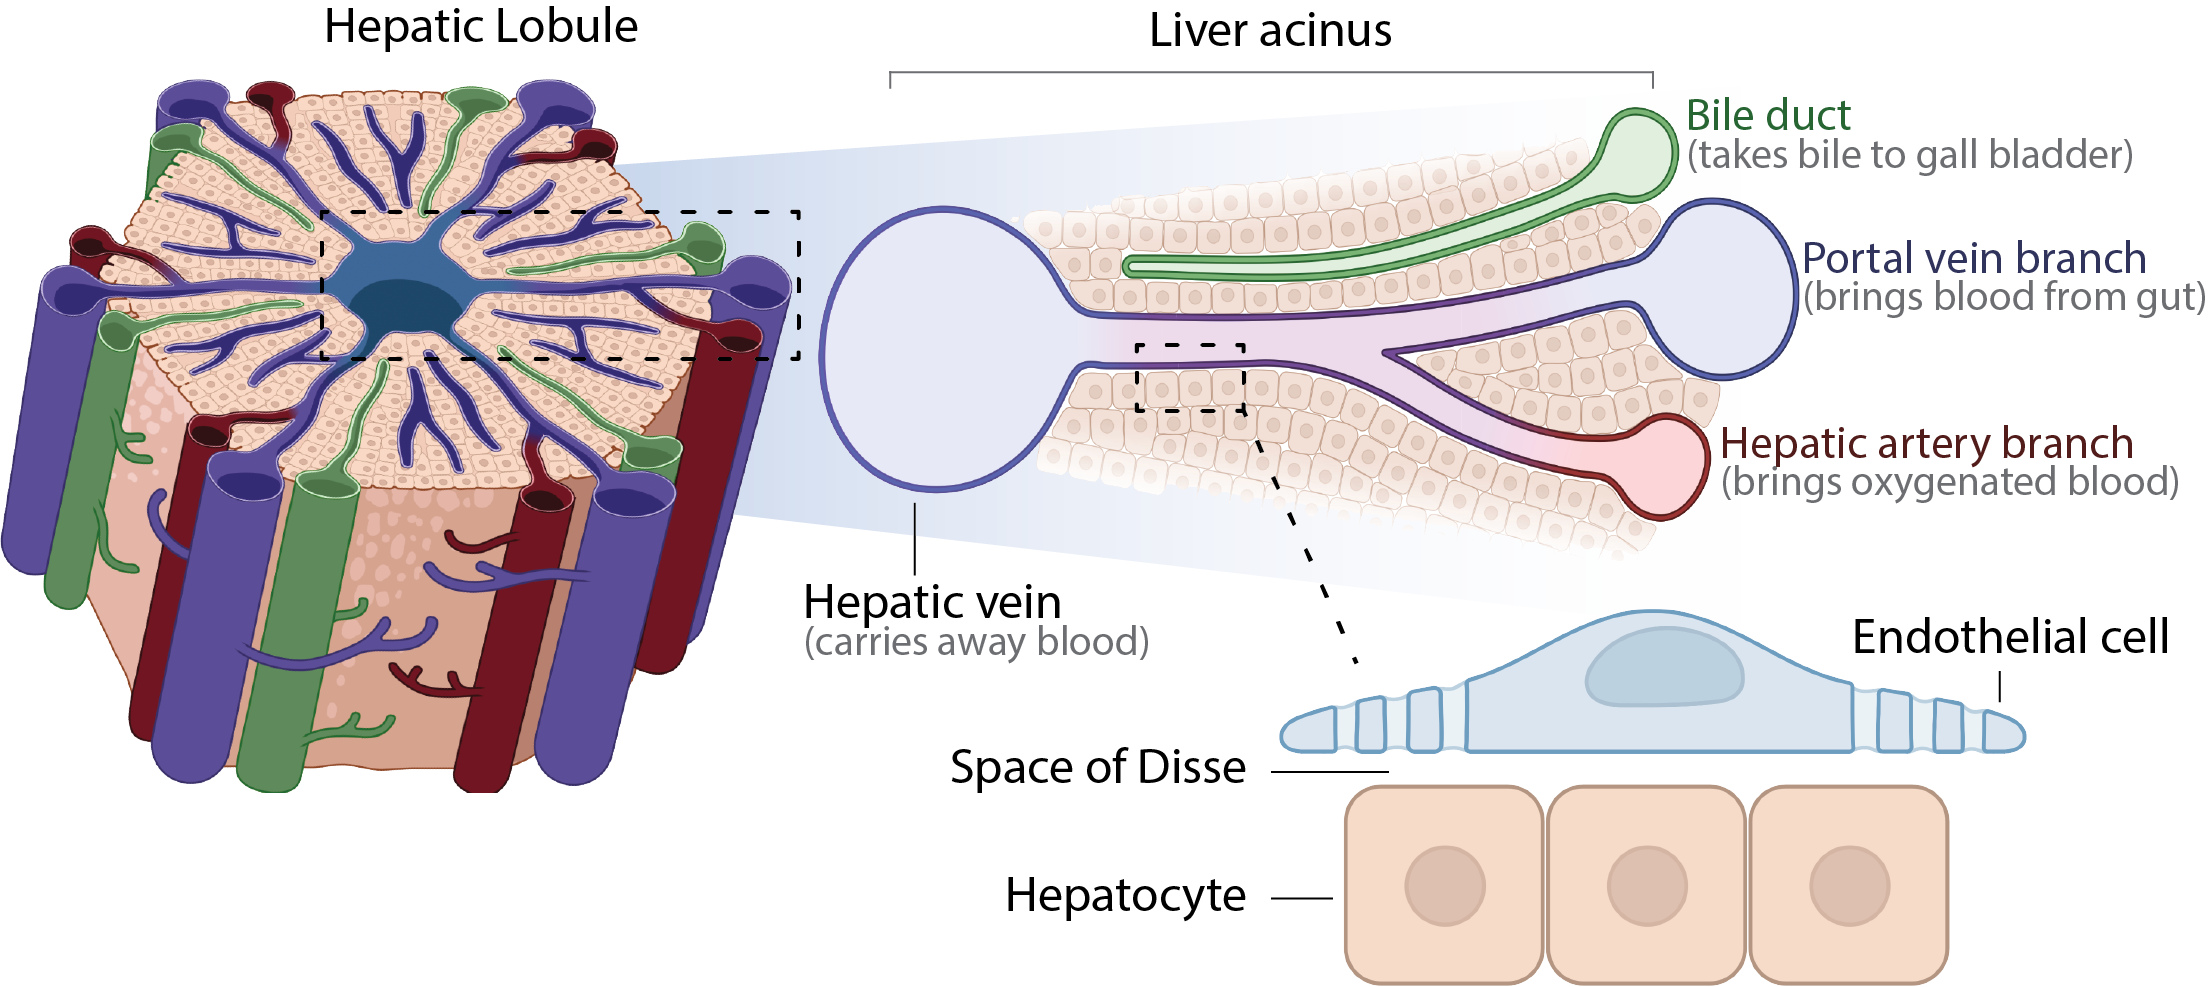 Hepatic Lobule
Liver acinus
Bile duct
(takes bile to gall bladder)
Portal vein branch
(brings blood from gut)
Hepatic artery branch
(brings oxygenated blood)
Hepatic vein
(carries away blood)
Endothelial cell
Space of Disse
Hepatocyte